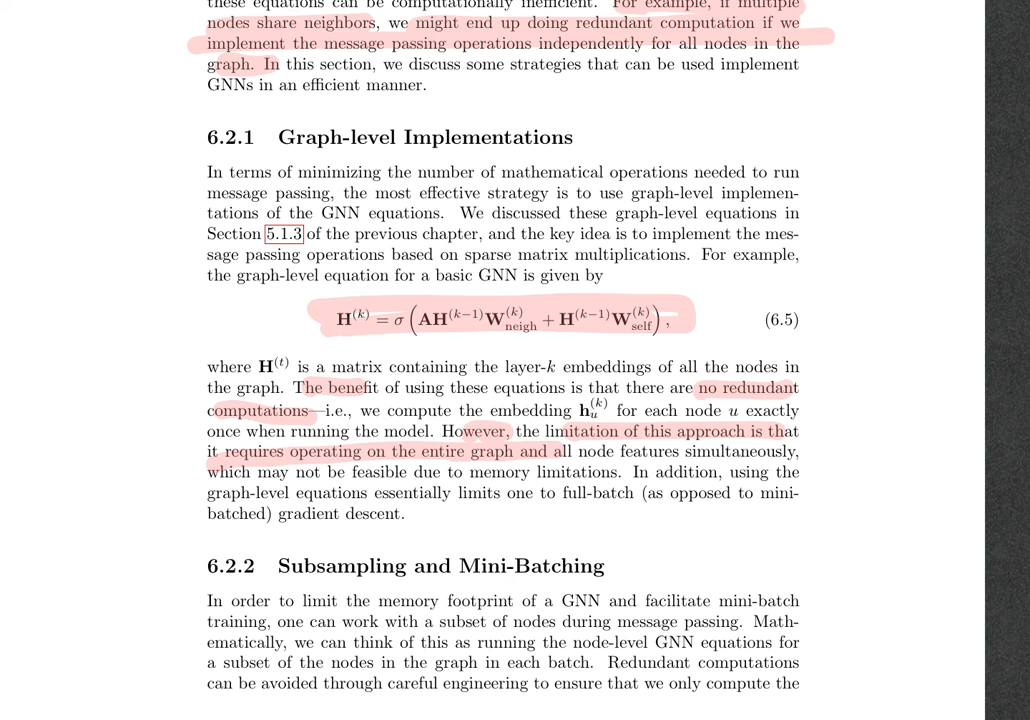 these equations can be computationally inefficient. For example, if multiple
nodes share neighbors, we might end up doing redundant computation if we
implement the message passing operations independently for all nodes in the
graph. In this section, we discuss some strategies that can be used implement
GNNs in an efficient manner.
6.2.1 Graph-level Implementations
In terms of minimizing the number of mathematical operations needed to run
message passing, the most effective strategy is to use graph-level implemen-
tations of the GNN equations. We discussed these graph-level equations in
Section 5.1.3 of the previous chapter, and the key idea is to implement the mes-
sage passing operations based on sparse matrix multiplications. For example,
the graph-level equation for a basic GNN is given by
H^(k) = σ(AH^(k−1)W_neigh^(k) + H^(k−1)W_self^(k)), (6.5)
where H^(t) is a matrix containing the layer-k embeddings of all the nodes in
the graph. The benefit of using these equations is that there are no redundant
computations—i.e., we compute the embedding h_u^(k) for each node u exactly
once when running the model. However, the limitation of this approach is that
it requires operating on the entire graph and all node features simultaneously,
which may not be feasible due to memory limitations. In addition, using the
graph-level equations essentially limits one to full-batch (as opposed to mini-
batched) gradient descent.
6.2.2 Subsampling and Mini-Batching
In order to limit the memory footprint of a GNN and facilitate mini-batch
training, one can work with a subset of nodes during message passing. Math-
ematically, we can think of this as running the node-level GNN equations for
a subset of the nodes in the graph in each batch. Redundant computations
can be avoided through careful engineering to ensure that we only compute the